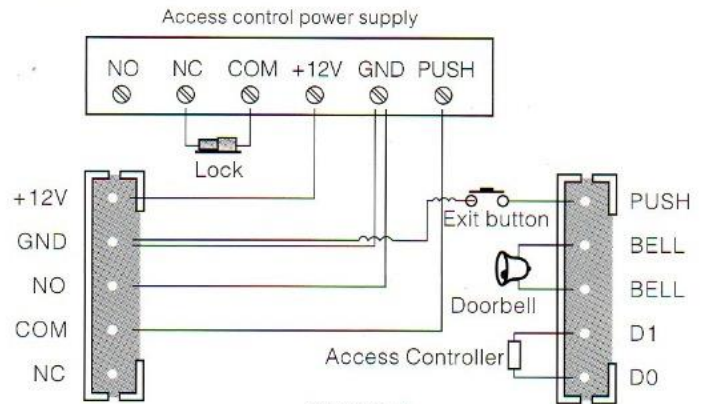 Access control power supply
NO NC COM +12V GND PUSH
Lock
+12V
GND
NO
COM
NC
Exit button
Doorbell
Access Controller
PUSH
BELL
BELL
D1
D0